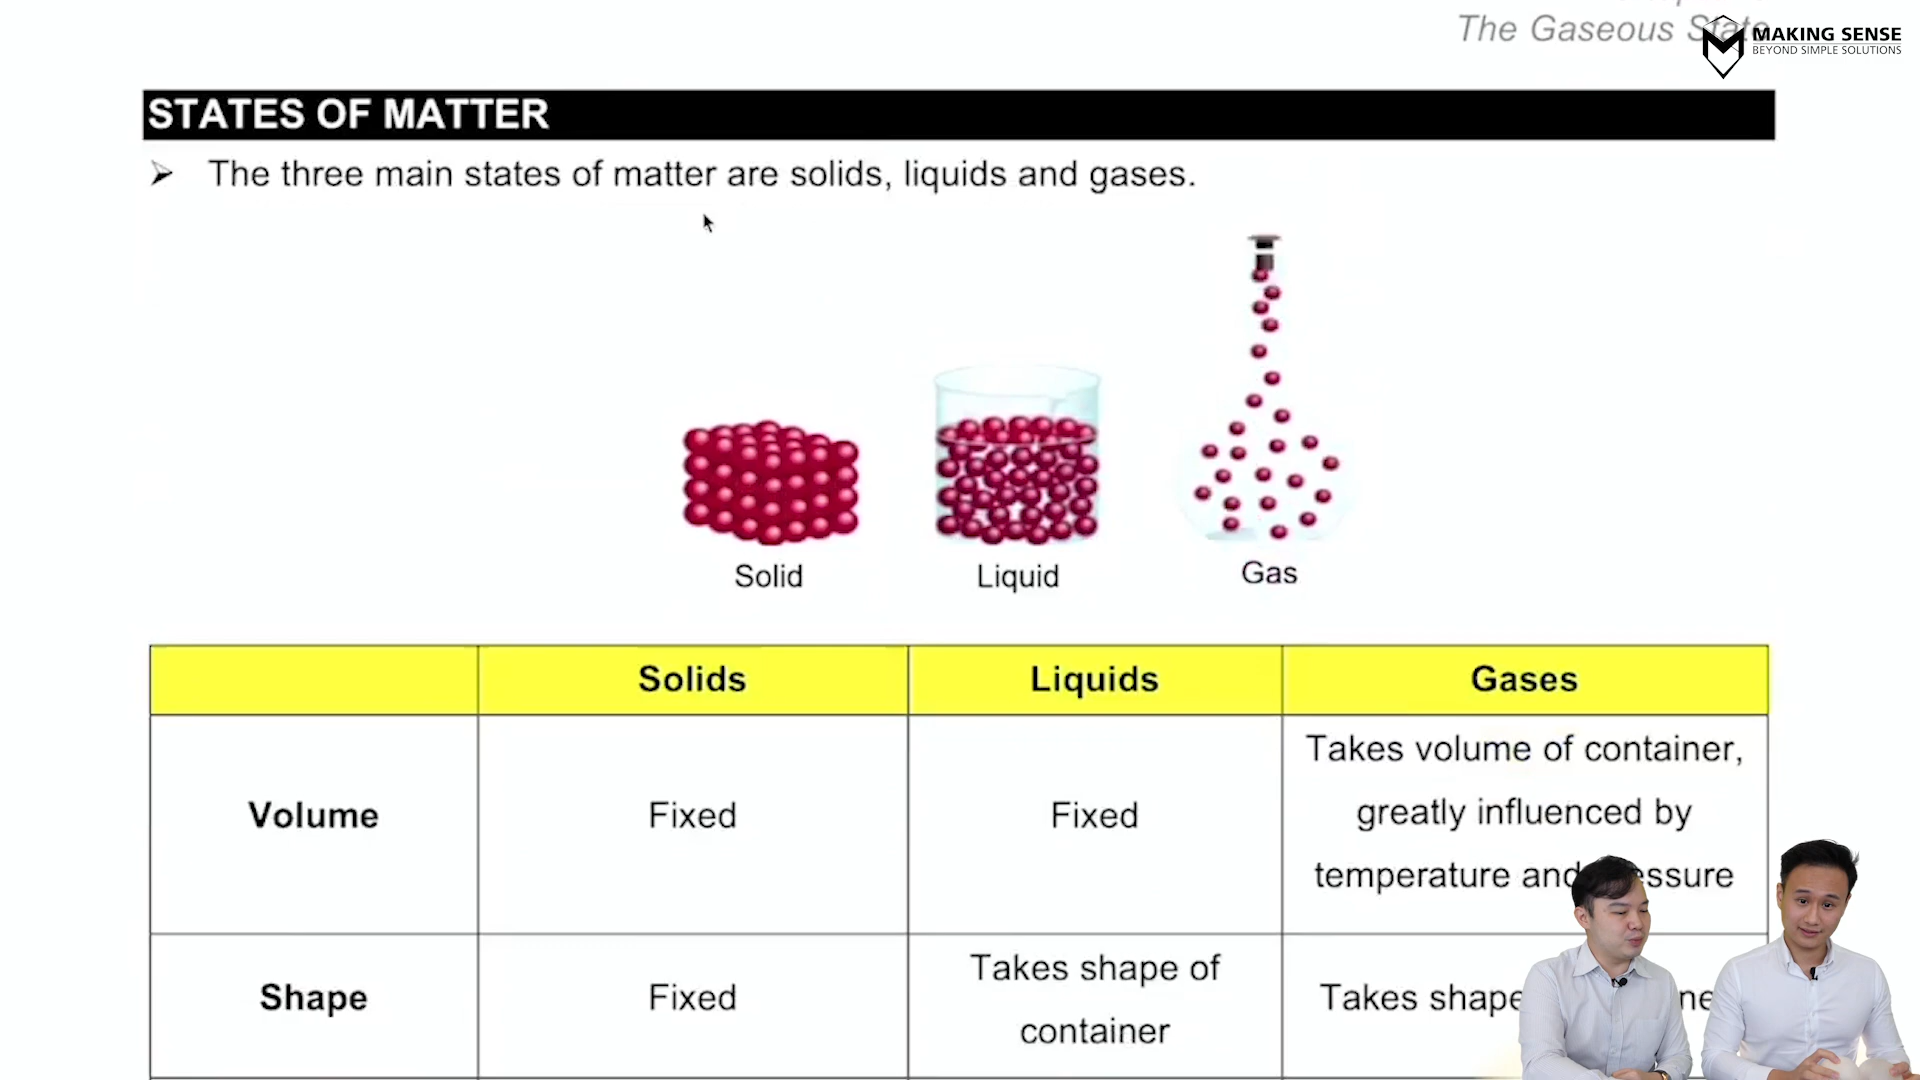 The Gaseous
MAKING SENSE
BEYOND SIMPLE SOLUTIONS
STATES OF MATTER
The three main states of matter are solids, liquids and gases.
Solid
Liquid
Gas
Solids
Liquids
Gases
Volume
Fixed
Fixed
Takes volume of container,
greatly influenced by
temperature and
Shape
Fixed
Takes shape of
container
Takes shape